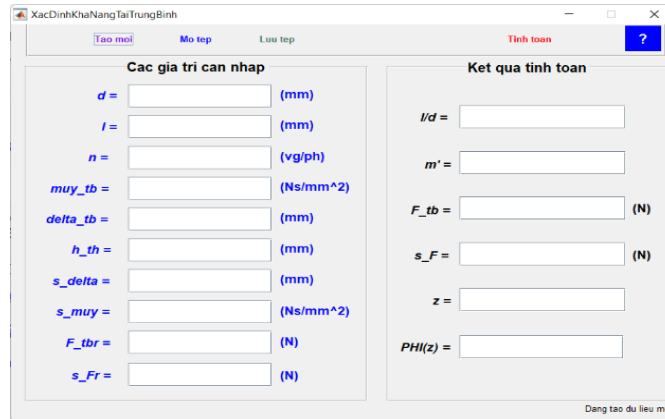 XacDinhKhaNangTaiTrungBinh
Tao moi Mo tep Luu tep Tinh toan ?
Cac gia tri can nhap
d = (mm)
l = (mm)
n = (vg/ph)
muy_tb = (Ns/mm^2)
delta_tb = (mm)
h_th = (mm)
s_delta = (mm)
s_muy = (Ns/mm^2)
F_tbr = (N)
s_Fr = (N)
Ket qua tinh toan
l/d =
m' =
F_tb = (N)
s_F = (N)
z =
PHI(z) =
Dang tao du lieu m